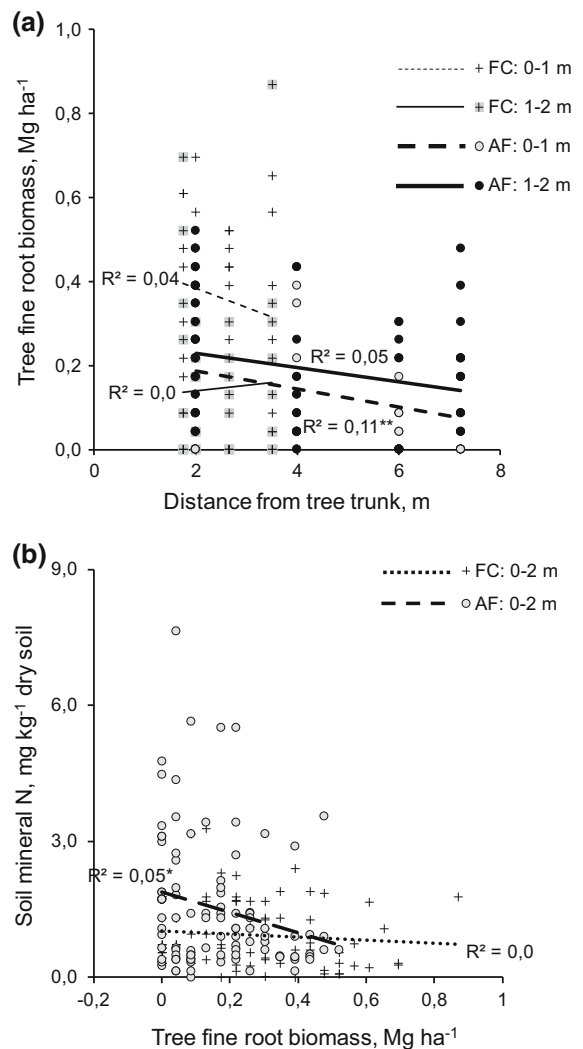 (a)
1,0
0,8
0,6
0,4
0,2
0,0
Tree fine root biomass, Mg ha⁻¹
FC: 0-1 m
FC: 1-2 m
AF: 0-1 m
AF: 1-2 m
R² = 0,04
R² = 0,05
R² = 0,0
R² = 0,11**
0 2 4 6 8
Distance from tree trunk, m
(b)
9,0
6,0
3,0
0,0
Soil mineral N, mg kg⁻¹ dry soil
FC: 0-2 m
AF: 0-2 m
R² = 0,05*
R² = 0,0
-0,2 0 0,2 0,4 0,6 0,8 1
Tree fine root biomass, Mg ha⁻¹